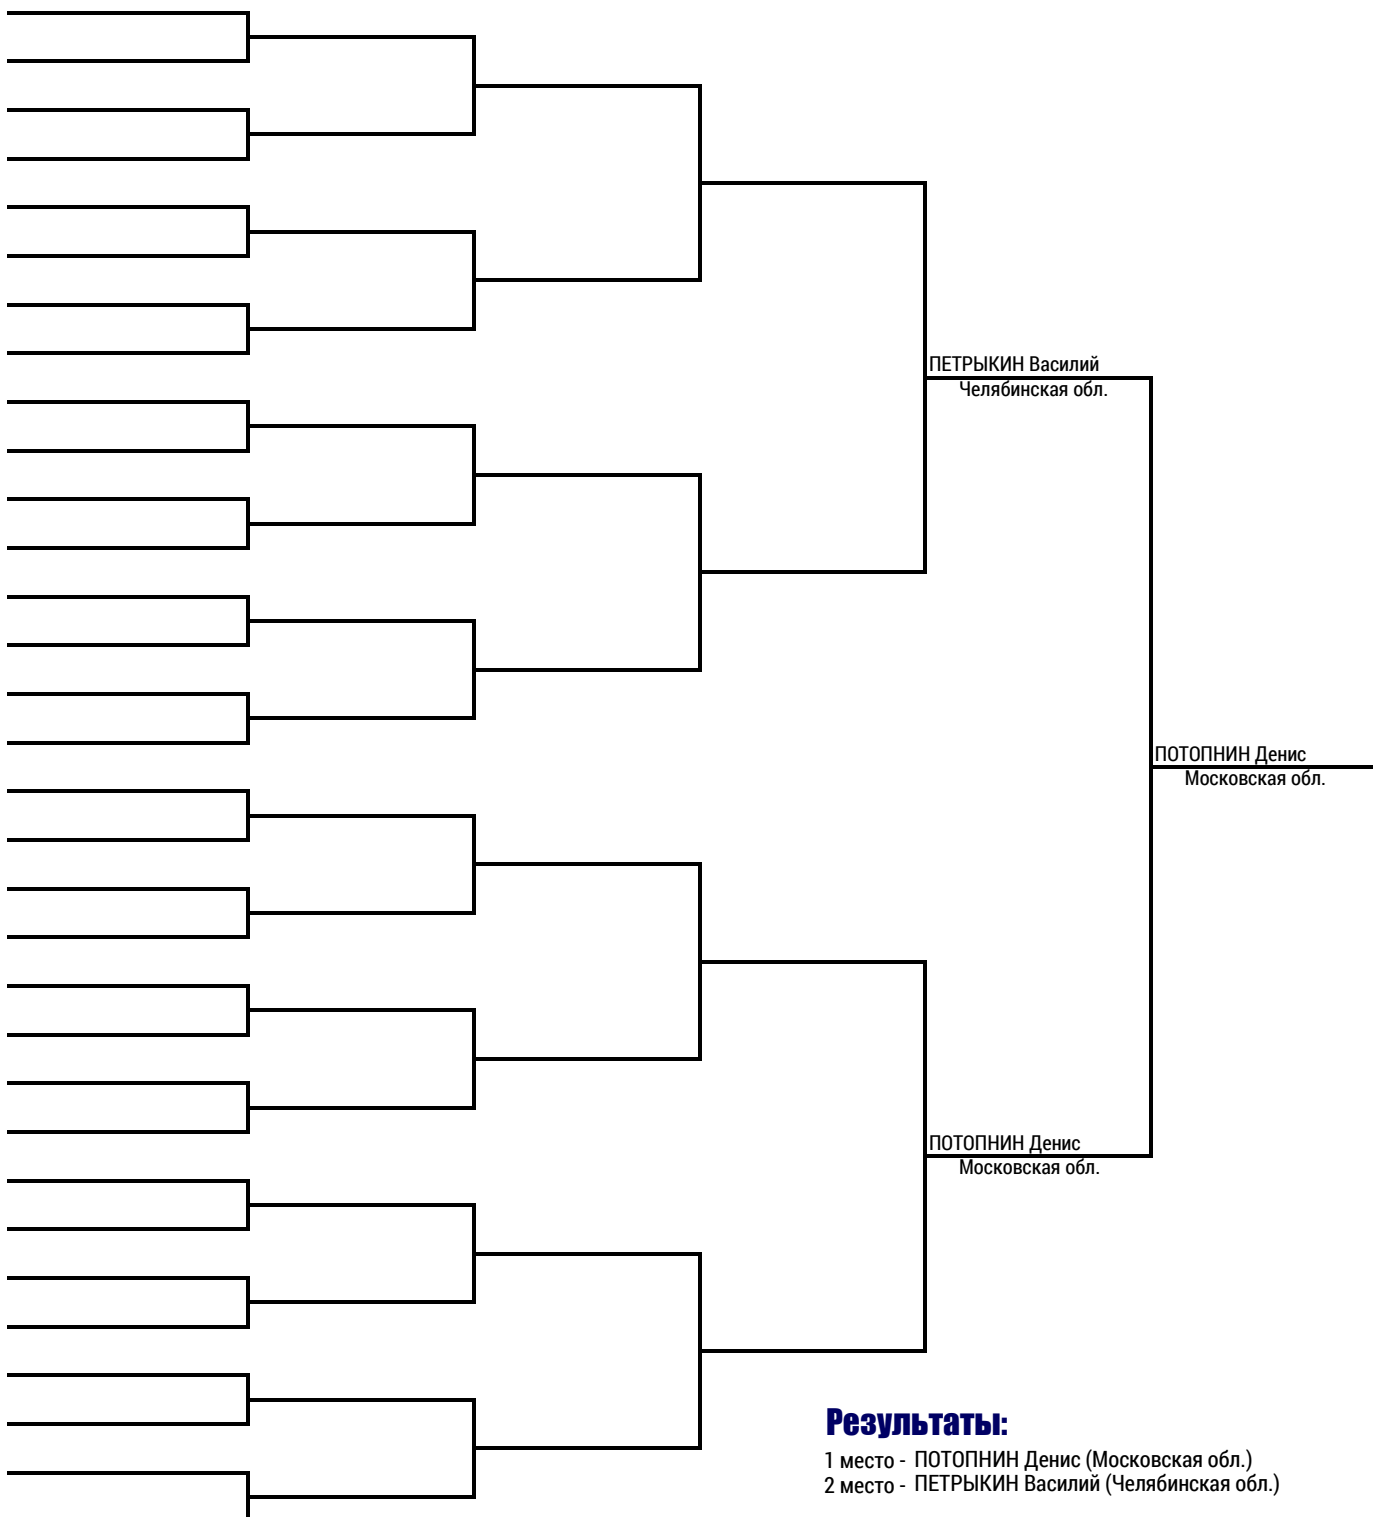 ПЕТРЫКИН Василий
Челябинская обл.
ПОТОПНИН Денис
Московская обл.
ПОТОПНИН Денис
Московская обл.
Результаты:
1 место - ПОТОПНИН Денис (Московская обл.)
2 место - ПЕТРЫКИН Василий (Челябинская обл.)